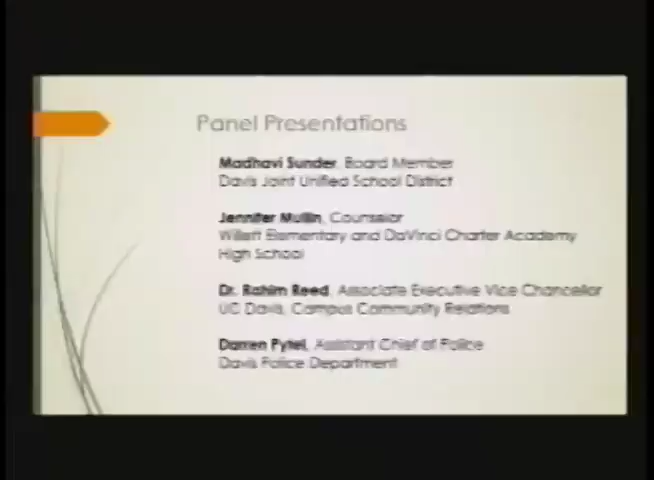 Panel Presentations
Madhavi Sunder, Board Member
Davis Joint Unified School District
Jennifer Mullin, Counselor
Willett Elementary and DaVinci Charter Academy
High School
Dr. Rahim Reed, Associate Executive Vice Chancellor
UC Davis, Campus Community Relations
Darren Pytel, Assistant Chief of Police
Davis Police Department